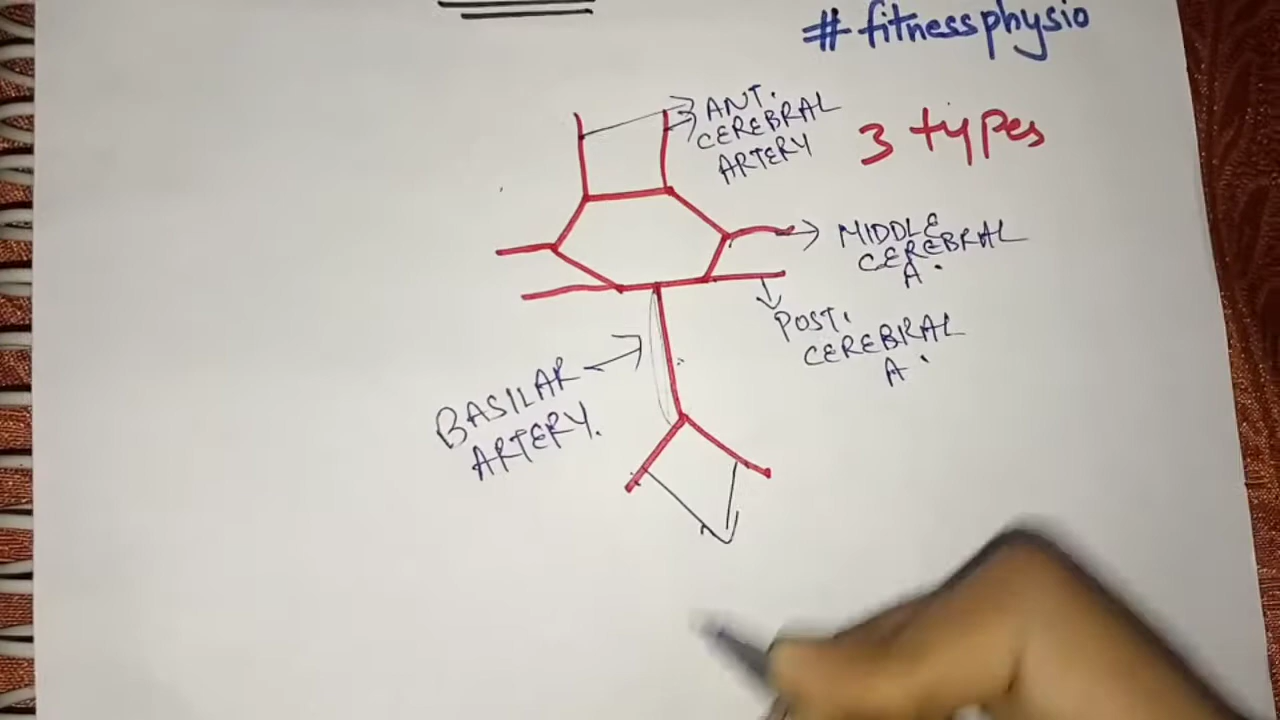 #fitnessphysio
ANT.
CEREBRAL
ARTERY
3 types
MIDDLE
CEREBRAL
A.
POST.
CEREBRAL
A.
BASILAR
ARTERY.